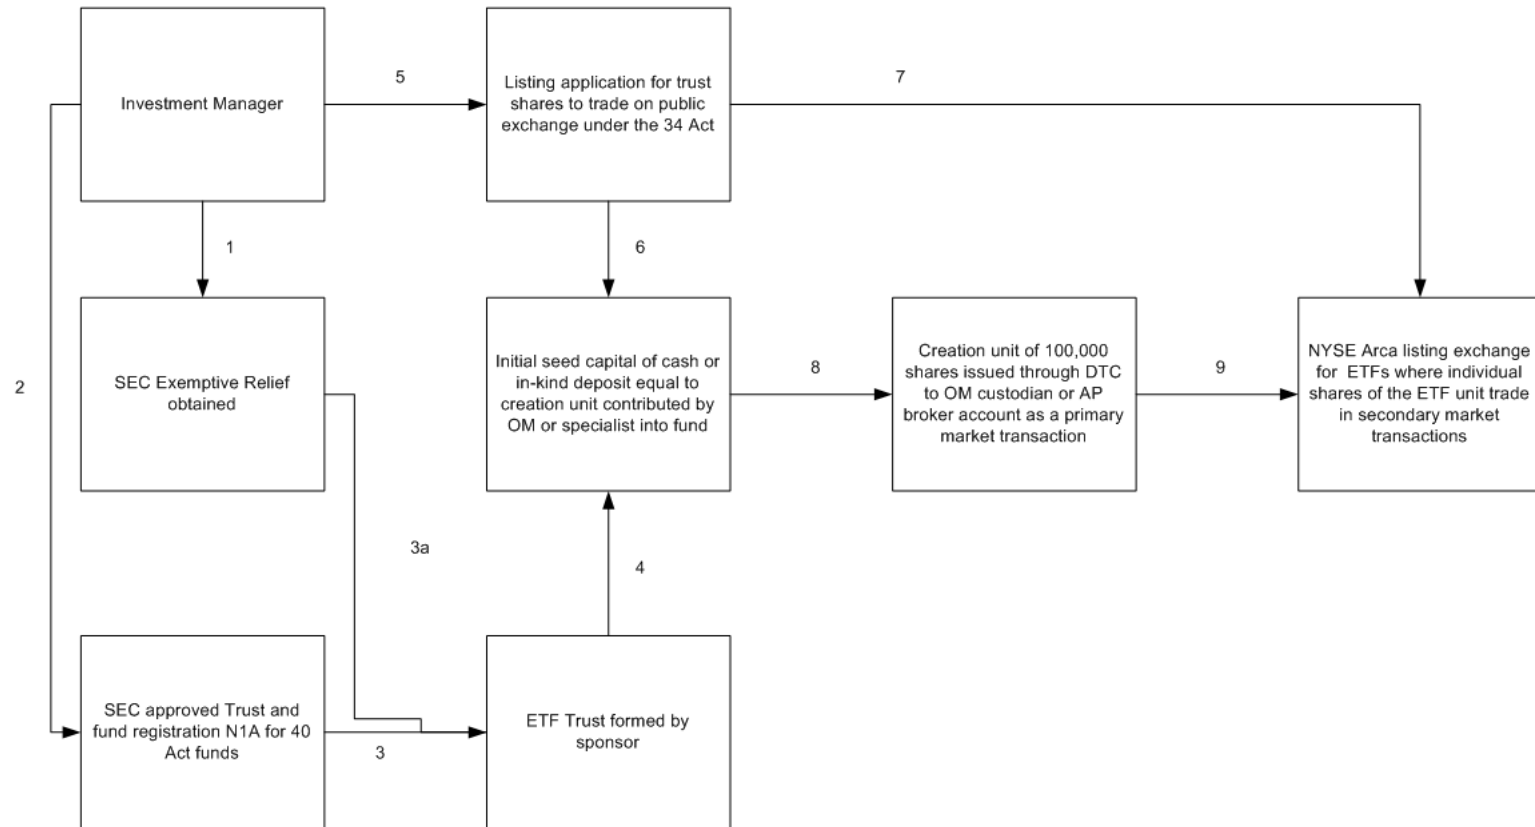 Investment Manager
5
Listing application for trust
shares to trade on public
exchange under the 34 Act
7
1
6
2
SEC Exemptive Relief
obtained
Initial seed capital of cash or
in-kind deposit equal to
creation unit contributed by
OM or specialist into fund
8
Creation unit of 100,000
shares issued through DTC
to OM custodian or AP
broker account as a primary
market transaction
9
NYSE Arca listing exchange
for ETFs where individual
shares of the ETF unit trade
in secondary market
transactions
3a
4
SEC approved Trust and
fund registration N1A for 40
Act funds
3
ETF Trust formed by
sponsor